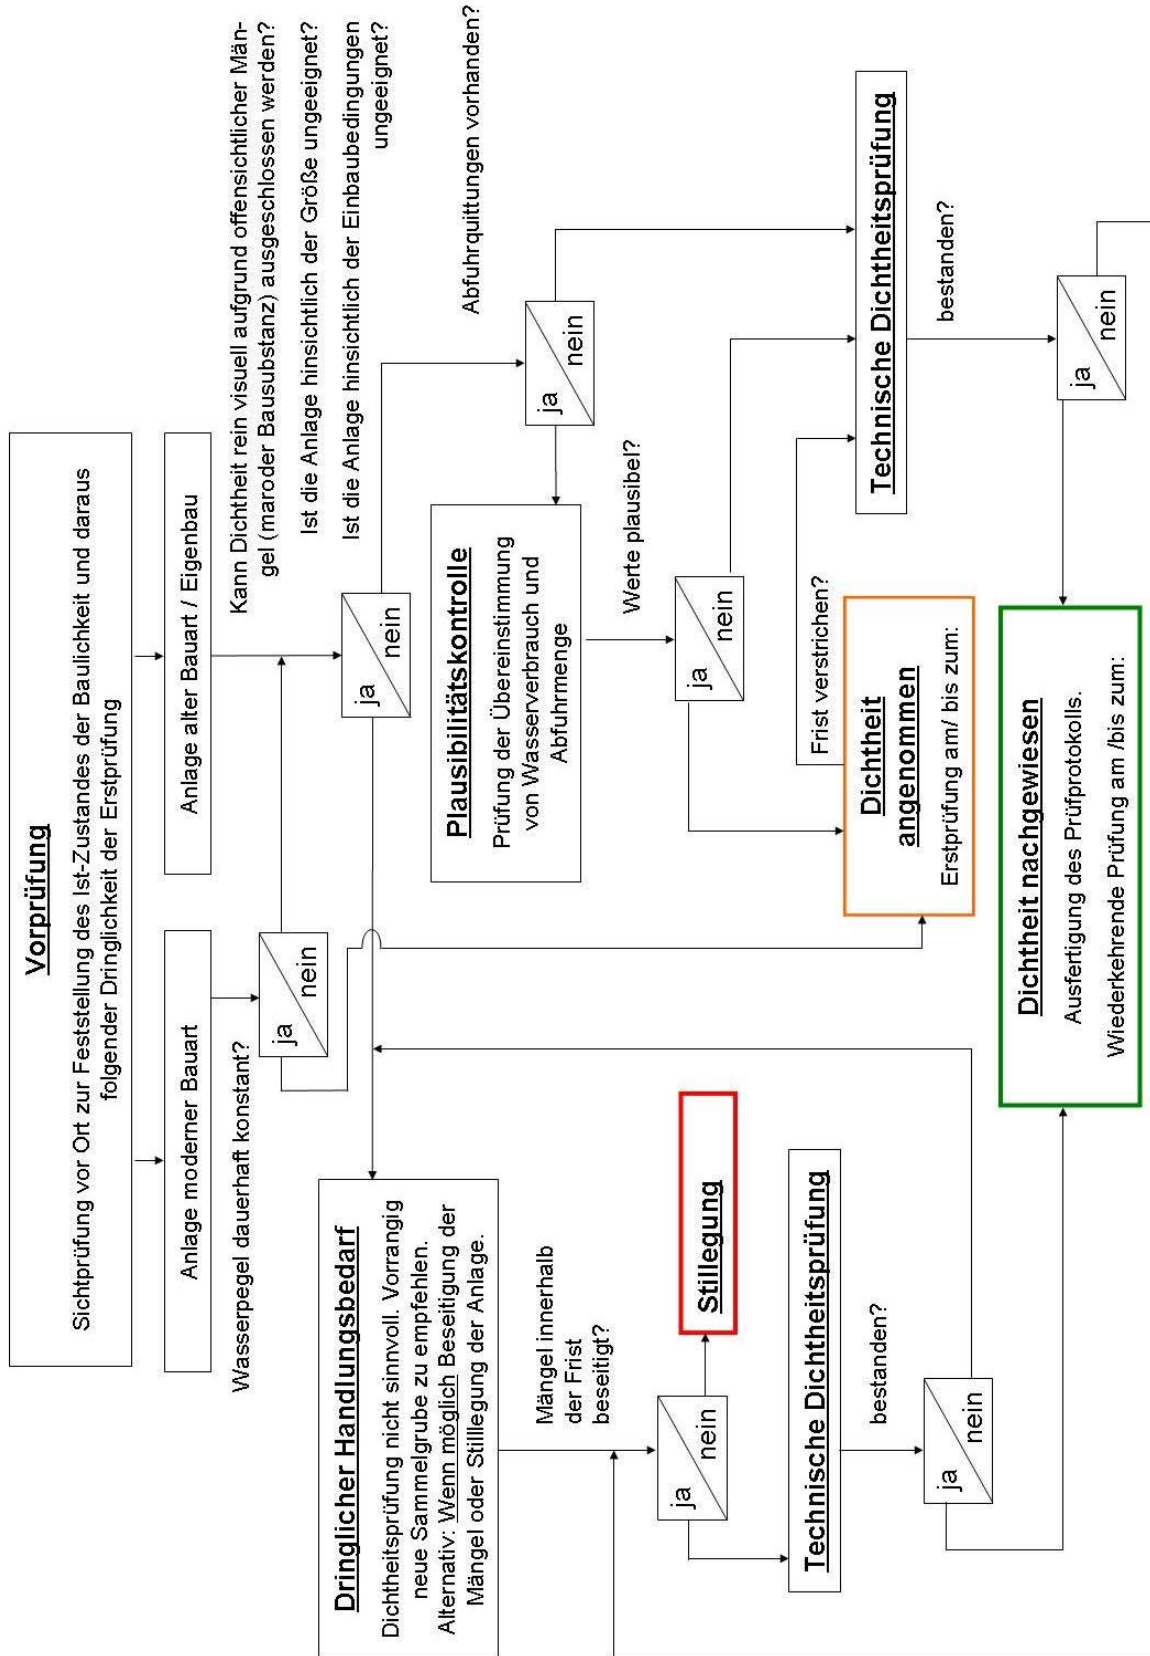 Vorprüfung
Sichtprüfung vor Ort zur Feststellung des Ist-Zustandes der Baulichkeit und daraus
folgender Dringlichkeit der Erstprüfung
Anlage moderner Bauart
Anlage alter Bauart / Eigenbau
Wasserpegel dauerhaft konstant?
ja
nein
Kann Dichtheit rein visuell aufgrund offensichtlicher Män-
gel (maroder Bausubstanz) ausgeschlossen werden?
Ist die Anlage hinsichtlich der Größe ungeeignet?
Ist die Anlage hinsichtlich der Einbaubedingungen
ungeeignet?
ja
nein
Dringlicher Handlungsbedarf
Dichtheitsprüfung nicht sinnvoll. Vorrangig
neue Sammelgrube zu empfehlen.
Alternativ: Wenn möglich Beseitigung der
Mängel oder Stilllegung der Anlage.
Plausibilitätskontrolle
Prüfung der Übereinstimmung
von Wasserverbrauch und
Abfuhrmenge
Abfuhrquittungen vorhanden?
ja
nein
Mängel innerhalb
der Frist
beseitigt?
ja
nein
Stillegung
Werte plausibel?
ja
nein
Technische Dichtheitsprüfung
Frist verstrichen?
Dichtheit
angenommen
Erstprüfung am/ bis zum:
Technische Dichtheitsprüfung
bestanden?
ja
nein
bestanden?
ja
nein
Dichtheit nachgewiesen
Ausfertigung des Prüfprotokolls.
Wiederkehrende Prüfung am /bis zum: